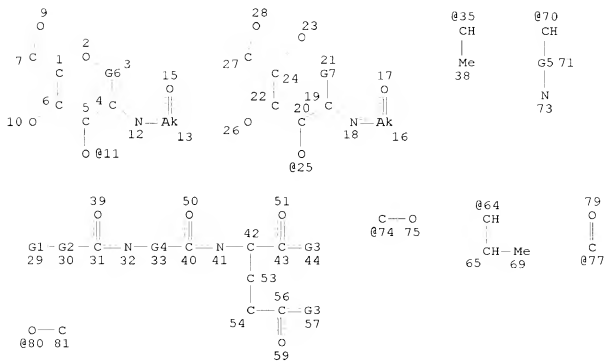 9
O
28
O
23
O
@35
CH
@70
CH
1
2
O
3
15
O
21
17
O
7 C
C
G6
27 C
C
24
G7
Me
38
G5 71
6 C
5
C
4
C
22 C
19
C
20
N
73
10 O
C
N
12
Ak
13
26 O
C
N
18
Ak
16
O @11
O
@25
39
O
50
O
51
O
42
C—O
@74 75
@64
CH
79
O
G1—G2—C—N—G4—C—N—C—C—G3
29 30 31 32 33 40 41 43 44
CH—Me
65 69
C
@77
C 53
56
C—C—G3
54 57
O
59
O—C
@80 81